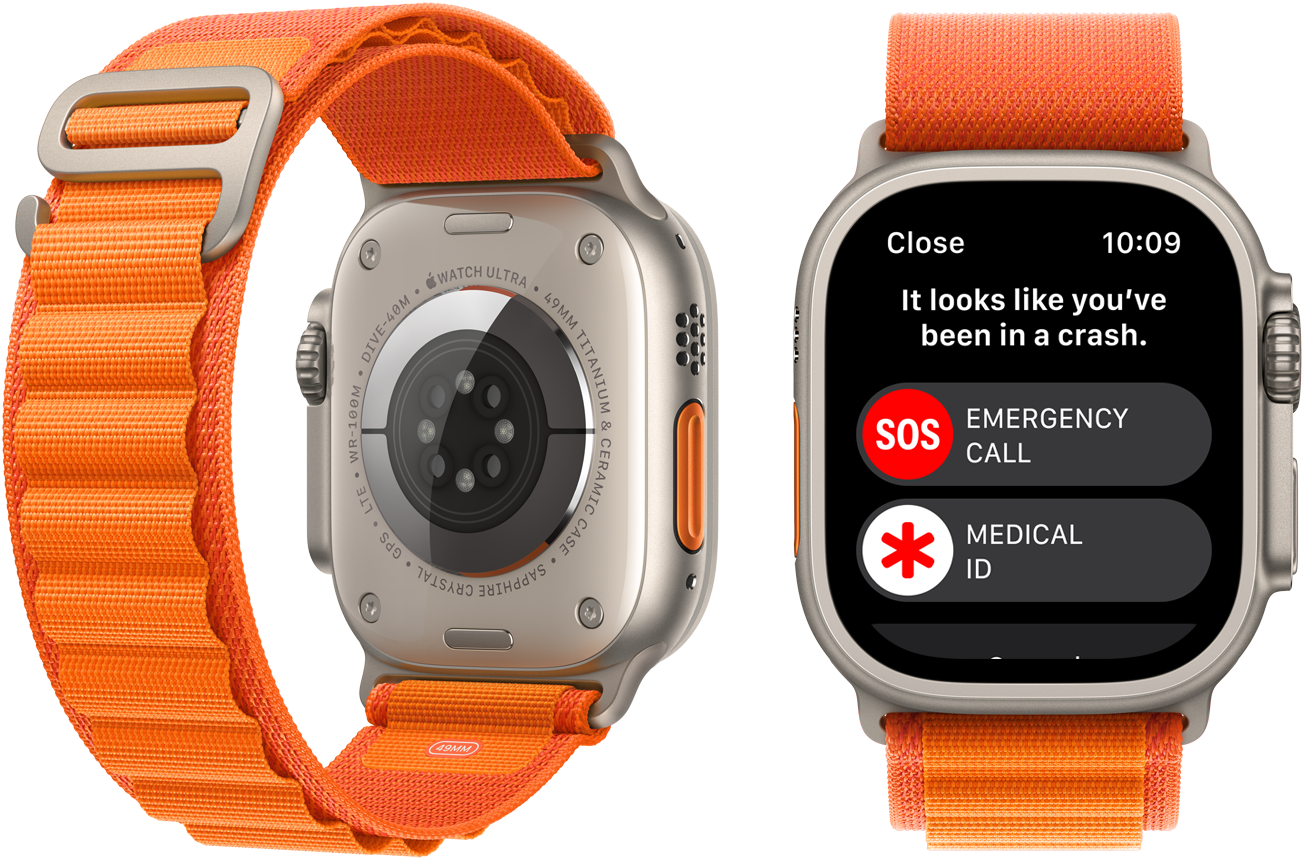 WATCH ULTRA • 49MM TITANIUM & CERAMIC CASE • SAPPHIRE CRYSTAL • GPS • LTE • WR-100M • DIVE-40M •
49MM
Close 10:09
It looks like you’ve
been in a crash.
SOS EMERGENCY
CALL
MEDICAL
ID